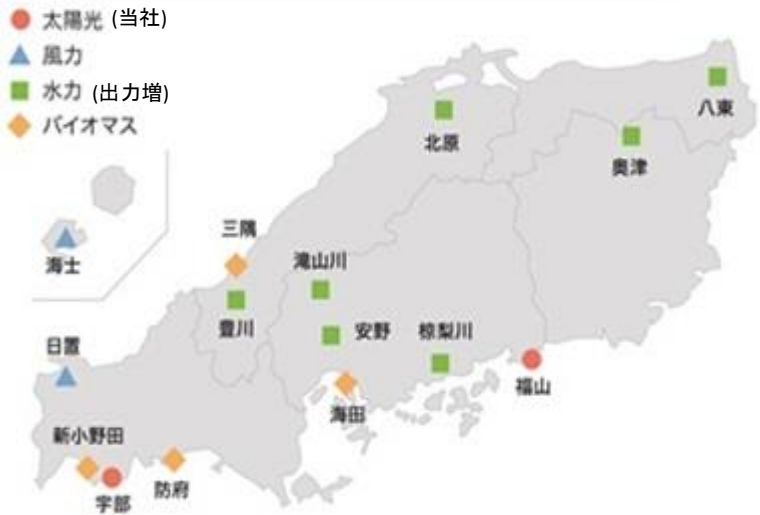 太陽光 (当社)
風力
水力 (出力増)
バイオマス
八東
北原
奥津
三隅
海士
滝山川
豊川
安野
椋梨川
日置
福山
海田
新小野田
防府
宇部